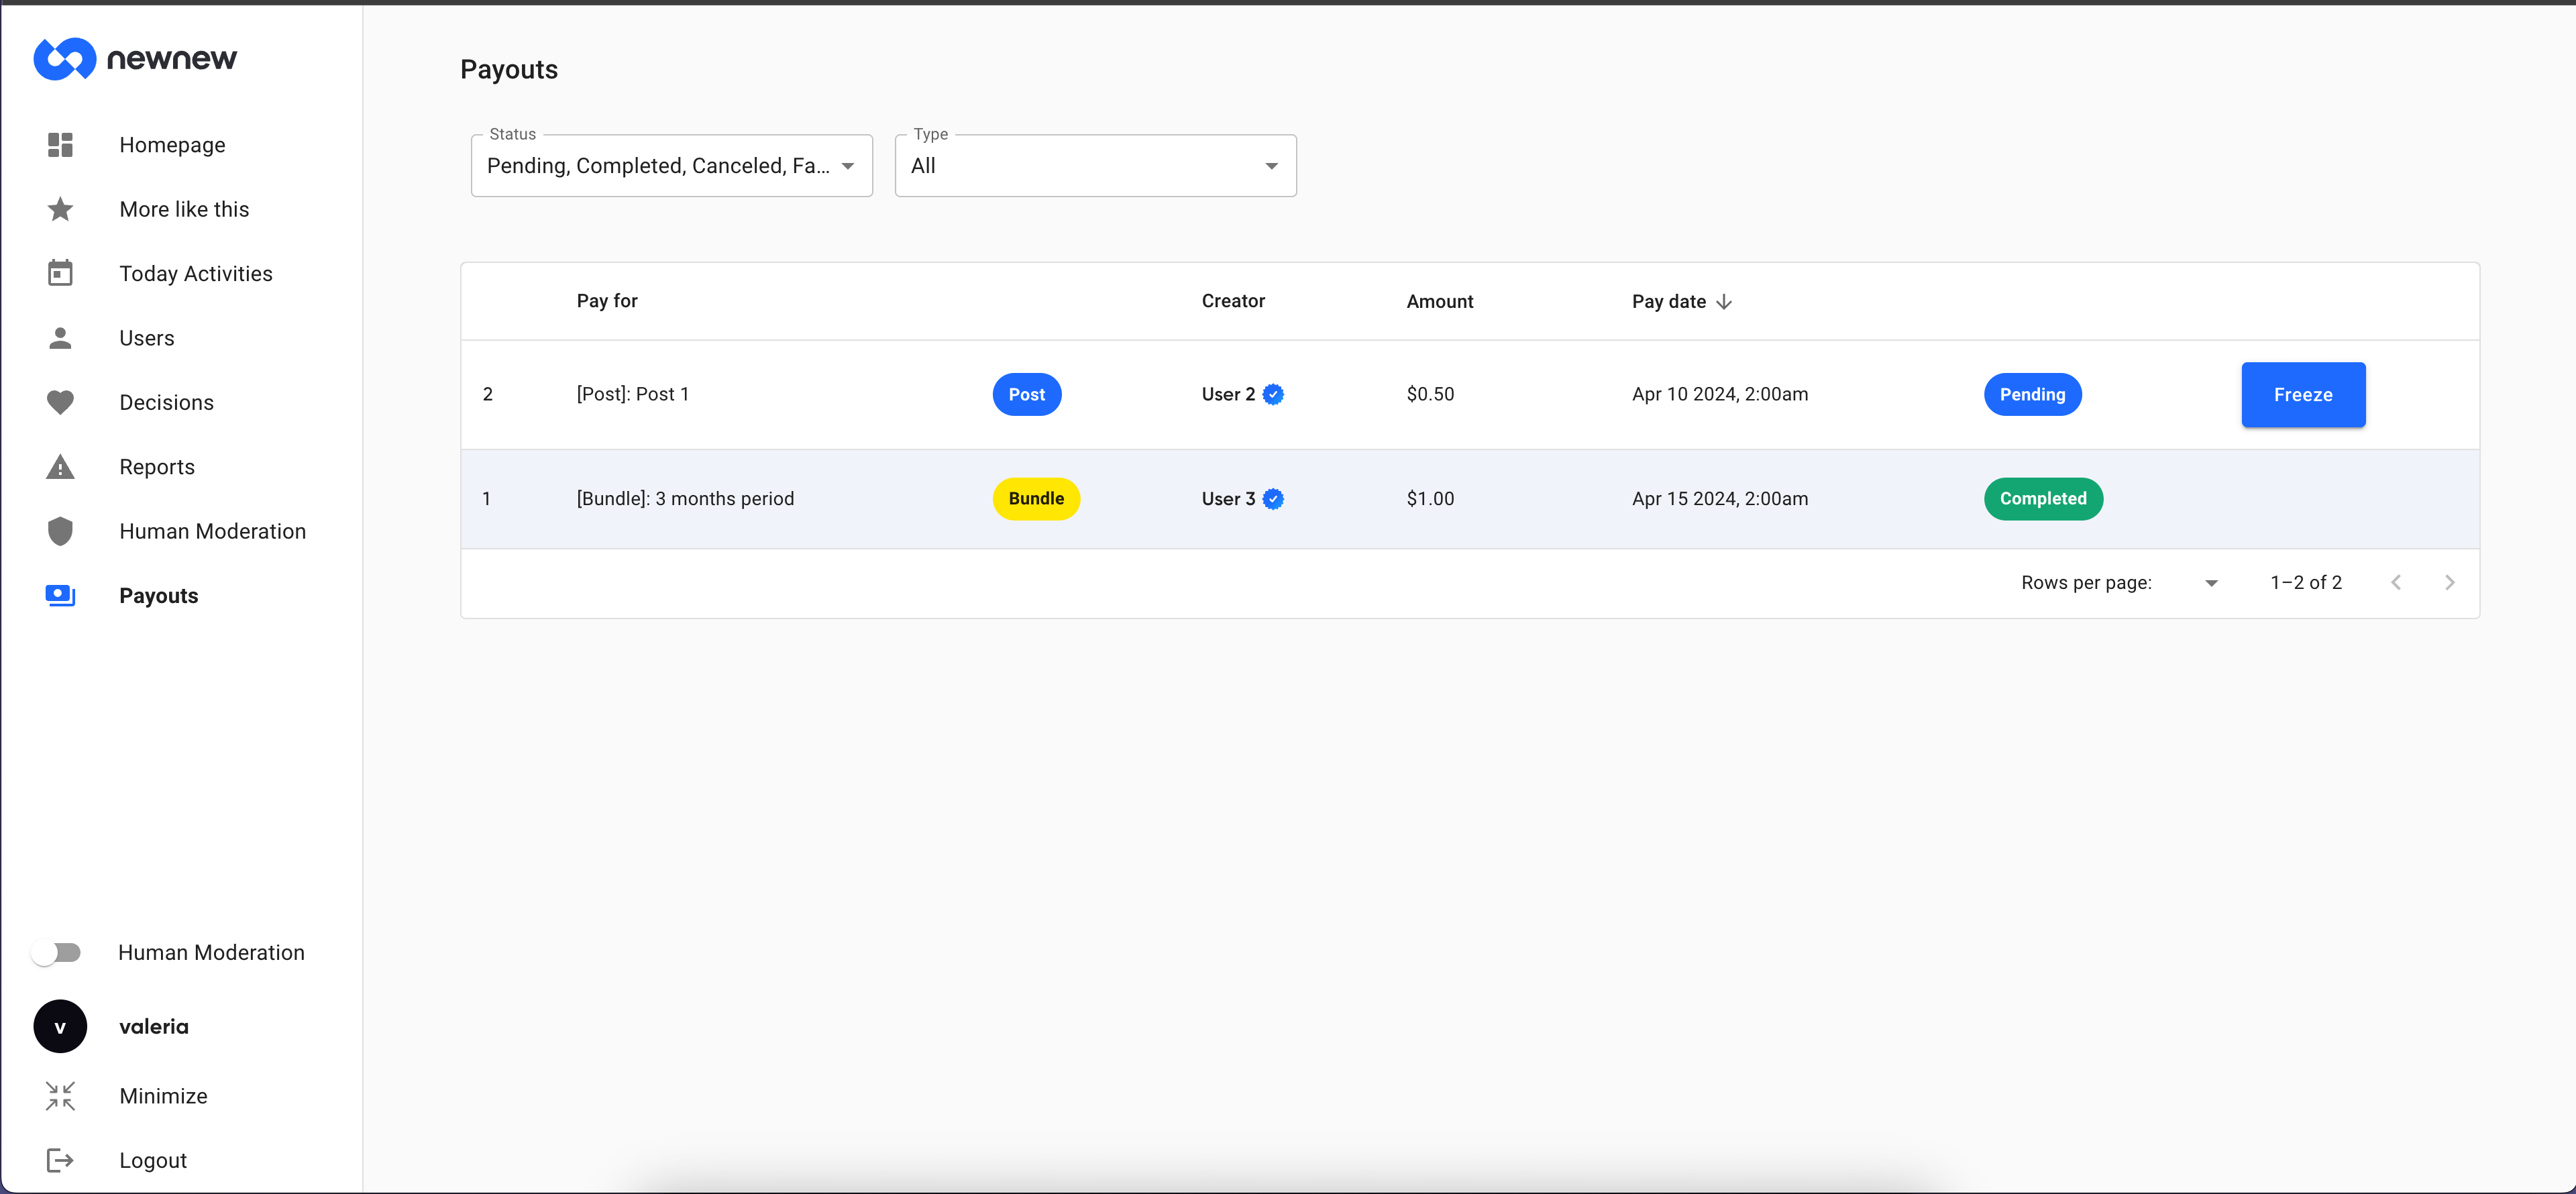 newnew
Homepage
More like this
Today Activities
Users
Decisions
Reports
Human Moderation
Payouts
Human Moderation
v
valeria
Minimize
Logout
Payouts
Status
Pending, Completed, Canceled, Fa...
Type
All
Pay for Creator Amount Pay date
2 [Post]: Post 1 Post User 2 $0.50 Apr 10 2024, 2:00am Pending Freeze
1 [Bundle]: 3 months period Bundle User 3 $1.00 Apr 15 2024, 2:00am Completed
Rows per page: 1–2 of 2